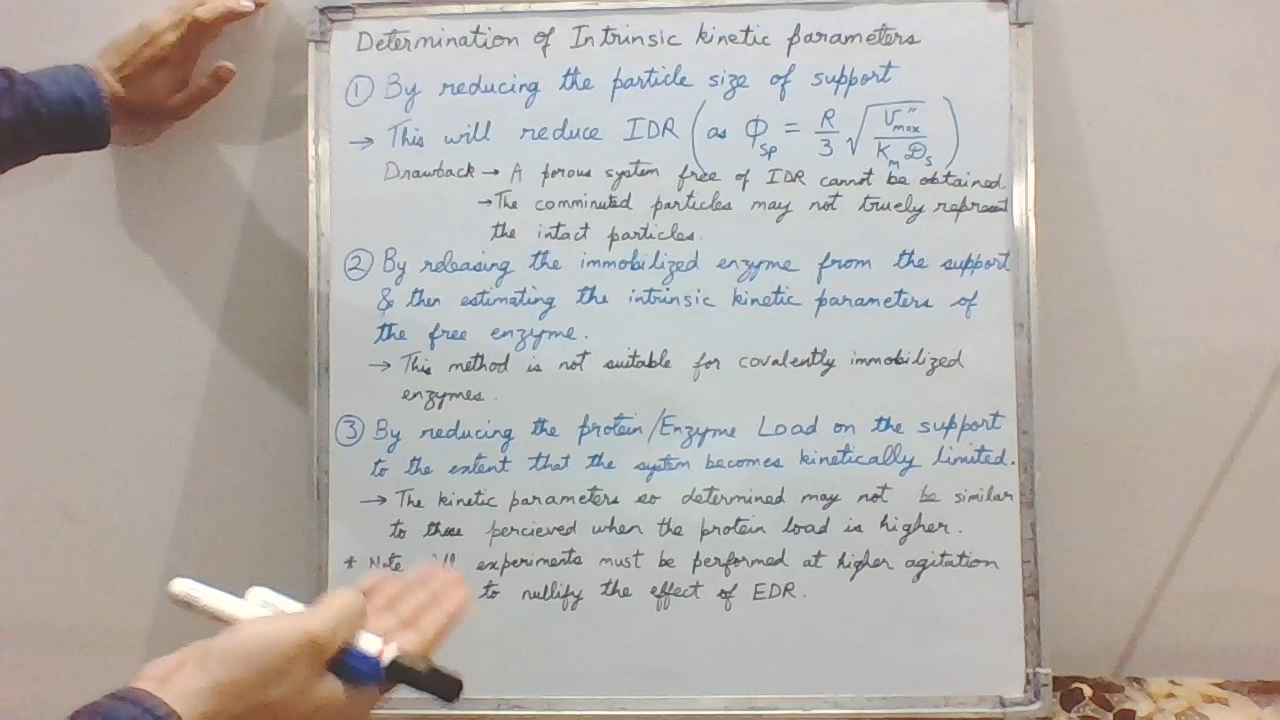 Determination of Intrinsic kinetic parameters
① By reducing the particle size of support
→ This will reduce IDR (as Φsp = R/3 √(Vmax''/(Km Ds)))
Drawback → A porous system free of IDR cannot be obtained.
→ The comminuted particles may not truely represent
the intact particles.
② By releasing the immobilized enzyme from the support
& then estimating the intrinsic kinetic parameters of
the free enzyme.
→ This method is not suitable for covalently immobilized
enzymes.
③ By reducing the protein/Enzyme Load on the support
to the extent that the system becomes kinetically limited.
→ The kinetic parameters so determined may not be similar
to those percieved when the protein load is higher.
* Note experiments must be performed at higher agitation
to nullify the effect of EDR.